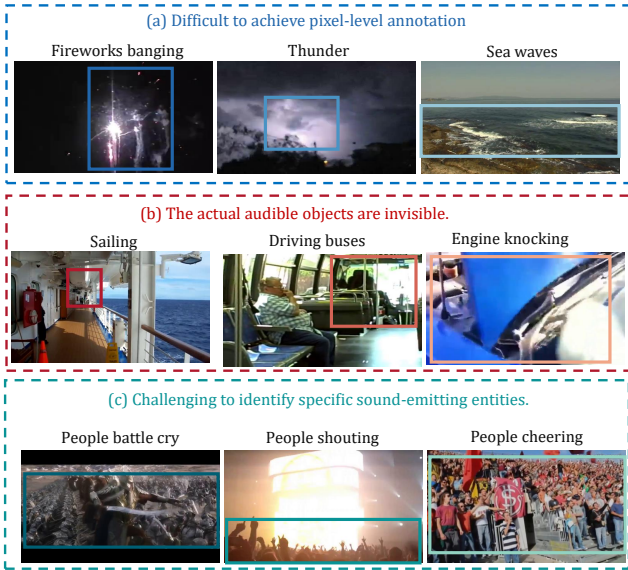 (a) Difficult to achieve pixel-level annotation
Fireworks banging
Thunder
Sea waves
(b) The actual audible objects are invisible.
Sailing
Driving buses
Engine knocking
(c) Challenging to identify specific sound-emitting entities.
People battle cry
People shouting
People cheering